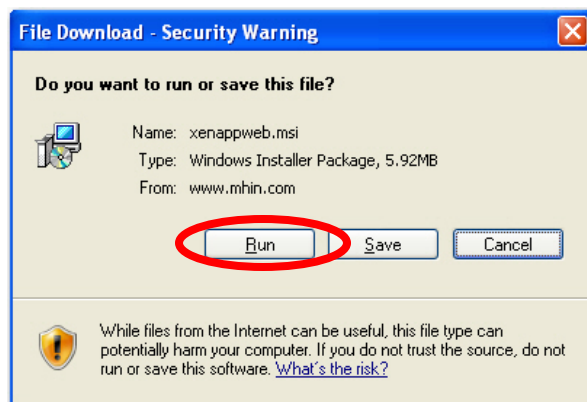 File Download - Security Warning
Do you want to run or save this file?
Name: xenappweb.msi
Type: Windows Installer Package, 5.92MB
From: www.mhin.com
Run Save Cancel
While files from the Internet can be useful, this file type can
potentially harm your computer. If you do not trust the source, do not
run or save this software. What's the risk?